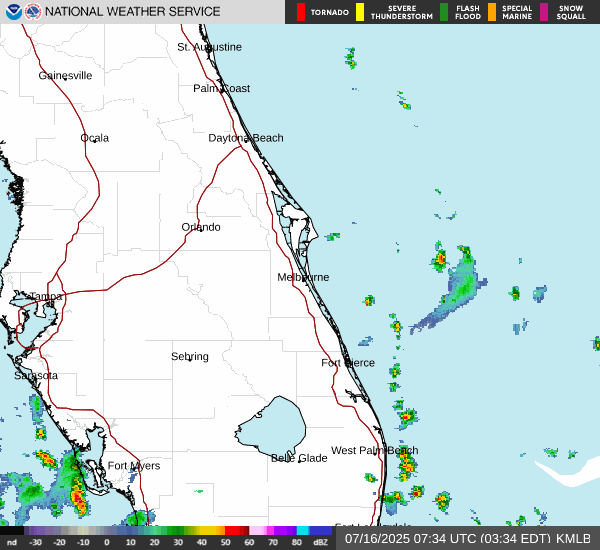 NATIONAL WEATHER SERVICE
TORNADO
SEVERE THUNDERSTORM
FLASH FLOOD
SPECIAL MARINE
SNOW SQUALL
St. Augustine
Gainesville
Palm Coast
Ocala
Daytona Beach
Orlando
Melbourne
Tampa
Sebring
Fort Pierce
Sarasota
West Palm Beach
Belle Glade
Fort Myers
nd -30 -20 -10 0 10 20 30 40 50 60 70 80 dBZ
07/16/2025 07:34 UTC (03:34 EDT) KMLB